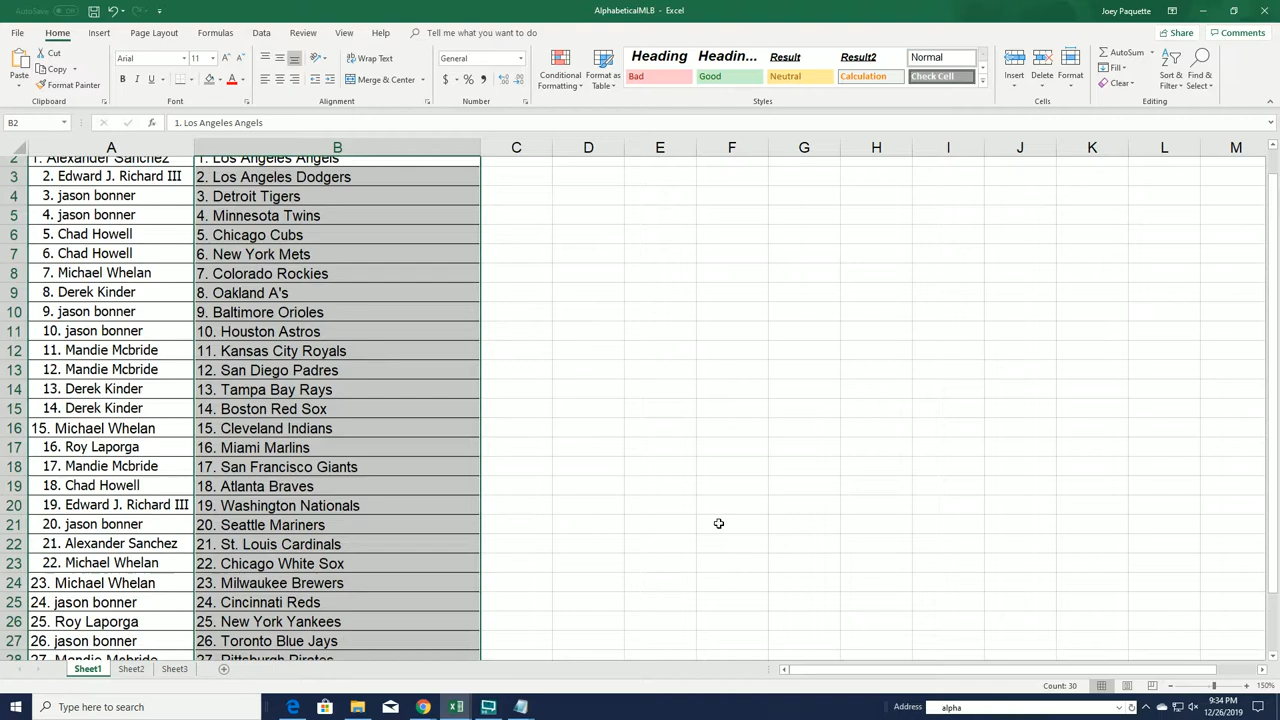 AutoSave Off AlphabeticalMLB - Excel Joey Paquette
File Home Insert Page Layout Formulas Data Review View Help Tell me what you want to do Share Comments
Paste Cut Copy Format Painter Clipboard
Arial 11 B I U Font
Wrap Text Merge & Center Alignment
General $ % Number
Conditional Formatting Format as Table
Heading Headin... Result Result2 Normal
Bad Good Neutral Calculation Check Cell
Styles
Insert Delete Format Cells
AutoSum Fill Clear Sort & Filter Find & Select Editing
B2 fx 1. Los Angeles Angels
A B C D E F G H I J K L M
2 1. Alexander Sanchez 1. Los Angeles Angels
3 2. Edward J. Richard III 2. Los Angeles Dodgers
4 3. jason bonner 3. Detroit Tigers
5 4. jason bonner 4. Minnesota Twins
6 5. Chad Howell 5. Chicago Cubs
7 6. Chad Howell 6. New York Mets
8 7. Michael Whelan 7. Colorado Rockies
9 8. Derek Kinder 8. Oakland A's
10 9. jason bonner 9. Baltimore Orioles
11 10. jason bonner 10. Houston Astros
12 11. Mandie Mcbride 11. Kansas City Royals
13 12. Mandie Mcbride 12. San Diego Padres
14 13. Derek Kinder 13. Tampa Bay Rays
15 14. Derek Kinder 14. Boston Red Sox
16 15. Michael Whelan 15. Cleveland Indians
17 16. Roy Laporga 16. Miami Marlins
18 17. Mandie Mcbride 17. San Francisco Giants
19 18. Chad Howell 18. Atlanta Braves
20 19. Edward J. Richard III 19. Washington Nationals
21 20. jason bonner 20. Seattle Mariners
22 21. Alexander Sanchez 21. St. Louis Cardinals
23 22. Michael Whelan 22. Chicago White Sox
24 23. Michael Whelan 23. Milwaukee Brewers
25 24. jason bonner 24. Cincinnati Reds
26 25. Roy Laporga 25. New York Yankees
27 26. jason bonner 26. Toronto Blue Jays
28 27. Mandie Mcbride 27. Pittsburgh Pirates
Sheet1 Sheet2 Sheet3
Count: 30 150%
Type here to search Address alpha 9:34 PM
12/26/2019